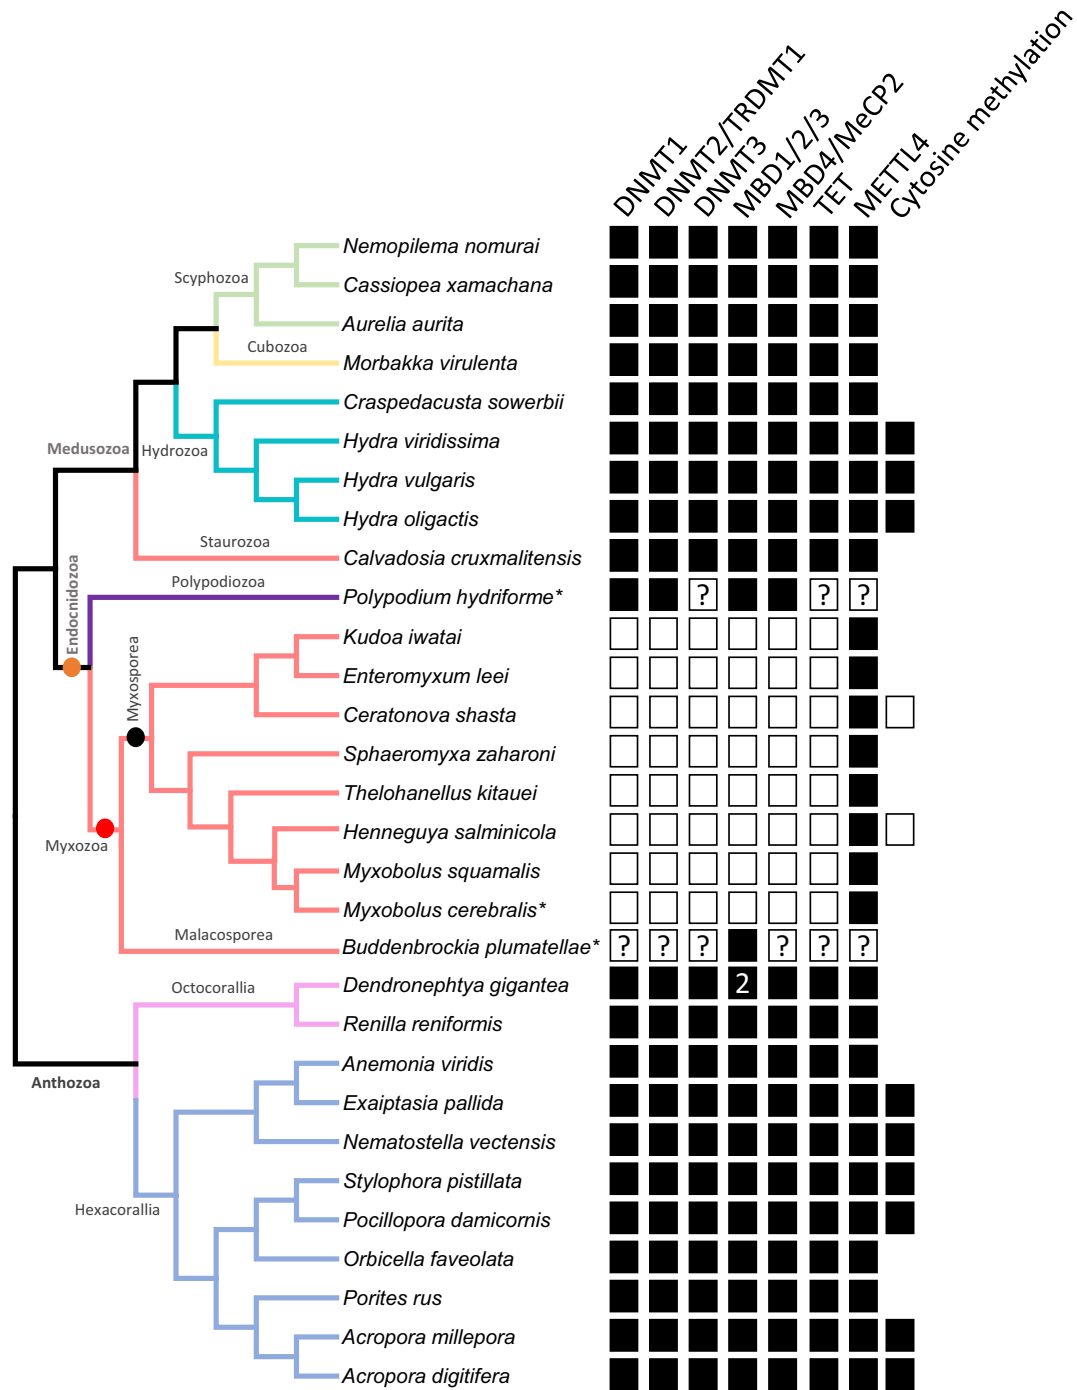 DNMT1
DNMT2/TRDMT1
DNMT3
MBD1/2/3
MBD4/MeCP2
TET
METTL4
Cytosine methylation
Nemopilema nomurai
Scyphozoa
Cassiopea xamachana
Aurelia aurita
Cubozoa
Morbakka virulenta
Craspedacusta sowerbii
Hydra viridissima
Medusozoa
Hydrozoa
Hydra vulgaris
Hydra oligactis
Staurozoa
Calvadosia cruxmalitensis
Polypodiozoa
Endocnidozoa
Polypodium hydriforme* ? ? ?
Kudoa iwatai
Myxosporea
Enteromyxum leei
Ceratonova shasta
Sphaeromyxa zaharoni
Thelohanellus kitauei
Henneguya salminicola
Myxozoa
Myxobolus squamalis
Myxobolus cerebralis*
Malacosporea
Buddenbrockia plumatellae* ? ? ? ? ? ?
Octocorallia
Dendronephtya gigantea 2
Renilla reniformis
Anemonia viridis
Anthozoa
Exaiptasia pallida
Nematostella vectensis
Stylophora pistillata
Hexacorallia
Pocillopora damicornis
Orbicella faveolata
Porites rus
Acropora millepora
Acropora digitifera